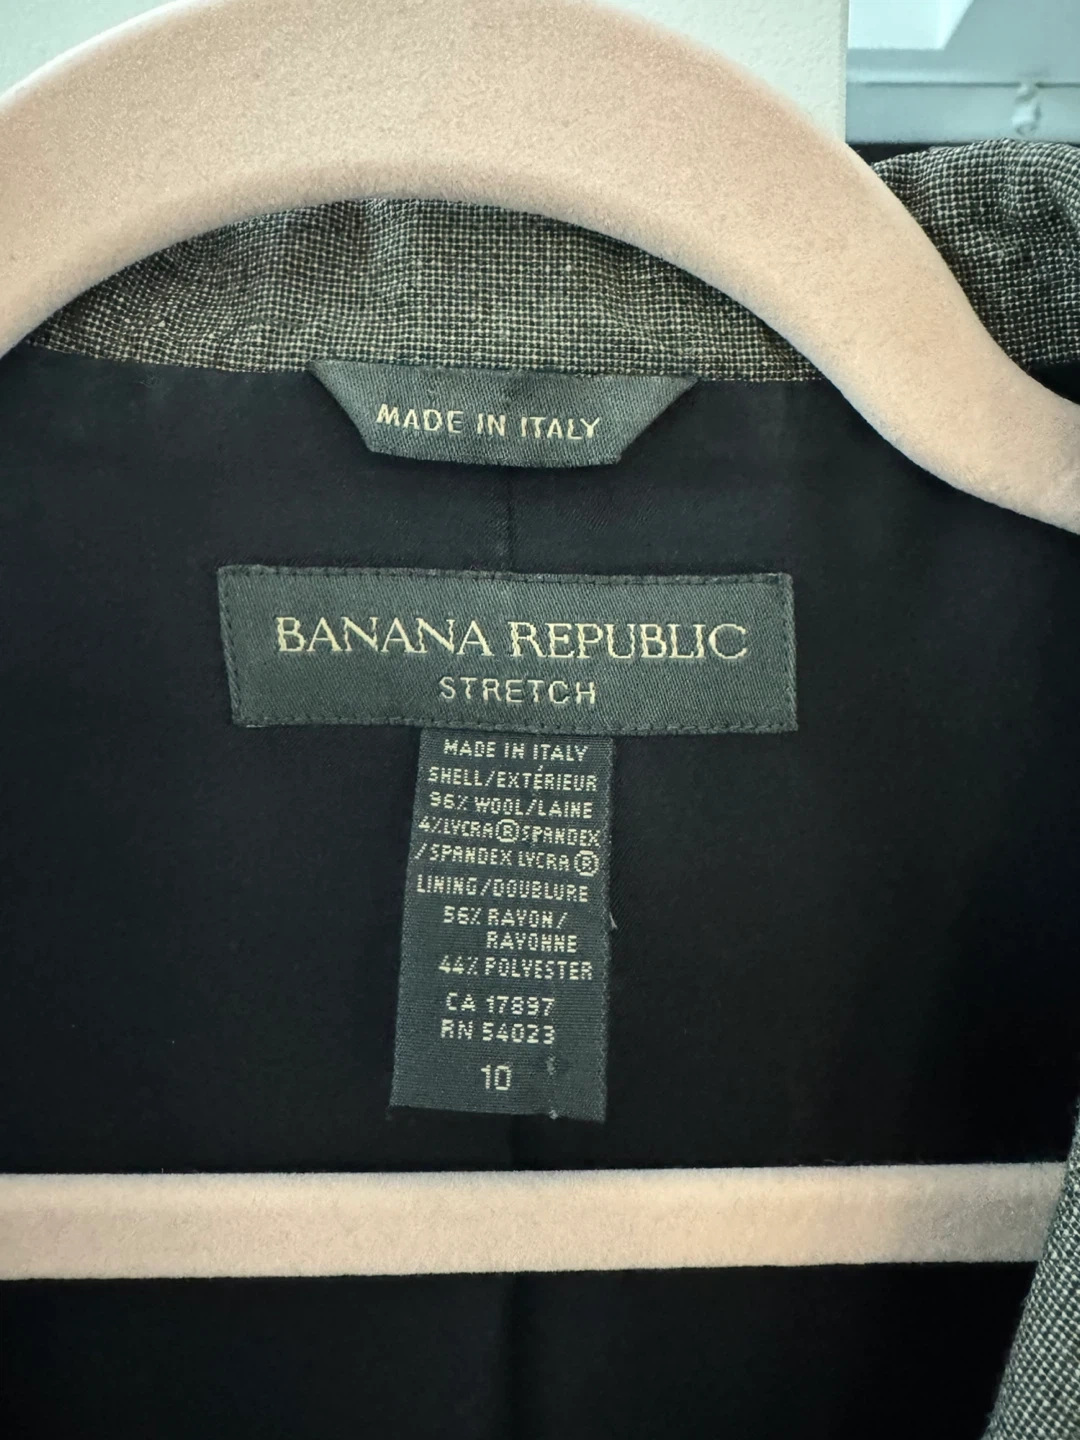 MADE IN ITALY
BANANA REPUBLIC
STRETCH
MADE IN ITALY
SHELL/EXTÉRIEUR
96% WOOL/LAINE
4%LYCRA®SPANDEX
/SPANDEX LYCRA®
LINING/DOUBLURE
56% RAYON/
RAYONNE
44% POLYESTER
CA 17897
RN 54023
10